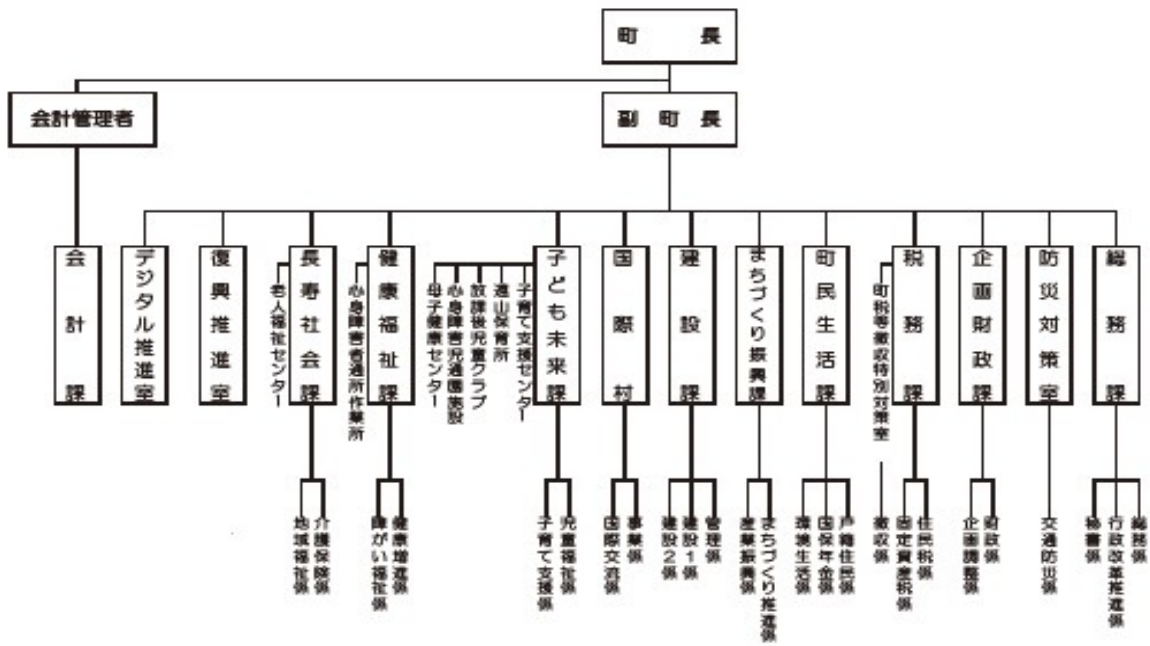 町長
会計管理者
副町長
会計課
デジタル推進室
復興推進室
長寿社会課
老人福祉センター
健康福祉課
心身障害者通所作業所
子ども未来課
子育て支援センター
遠山保育所
放課後児童クラブ
心身障害児通園施設
母子健康センター
国際村
建設課
まちづくり振興課
町民生活課
税務課
町税等徴収特別対策室
企画財政課
防災対策室
総務課
地域福祉係
介護保険係
障がい福祉係
健康増進係
子育て支援係
児童福祉係
国際交流係
事業係
建設2係
建設1係
管理係
産業振興係
まちづくり推進係
環境生活係
国保年金係
戸籍住民係
徴収係
固定資産税係
住民税係
企画調整係
財政係
交通防災係
秘書係
行政改革推進係
総務係